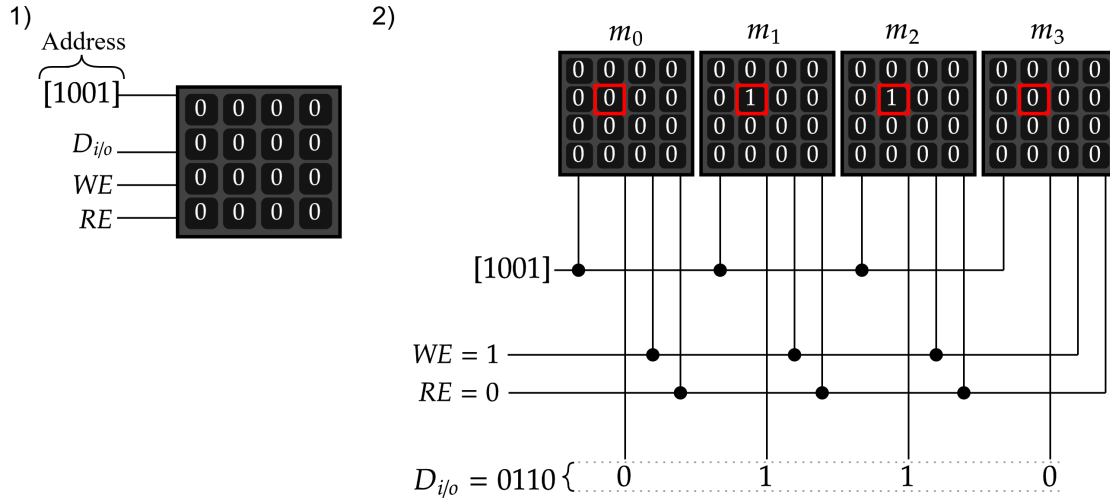 1)
Address
[1001]
D_{i/o}
WE
RE
0 0 0 0
0 0 0 0
0 0 0 0
0 0 0 0
2)
m_0 m_1 m_2 m_3
0 0 0 0 0 0 0 0 0 0 0 0 0 0 0 0
0 0 0 0 0 1 0 0 0 1 0 0 0 0 0 0
0 0 0 0 0 0 0 0 0 0 0 0 0 0 0 0
0 0 0 0 0 0 0 0 0 0 0 0 0 0 0 0
[1001]
WE = 1
RE = 0
D_{i/o} = 0110 { 0 1 1 0